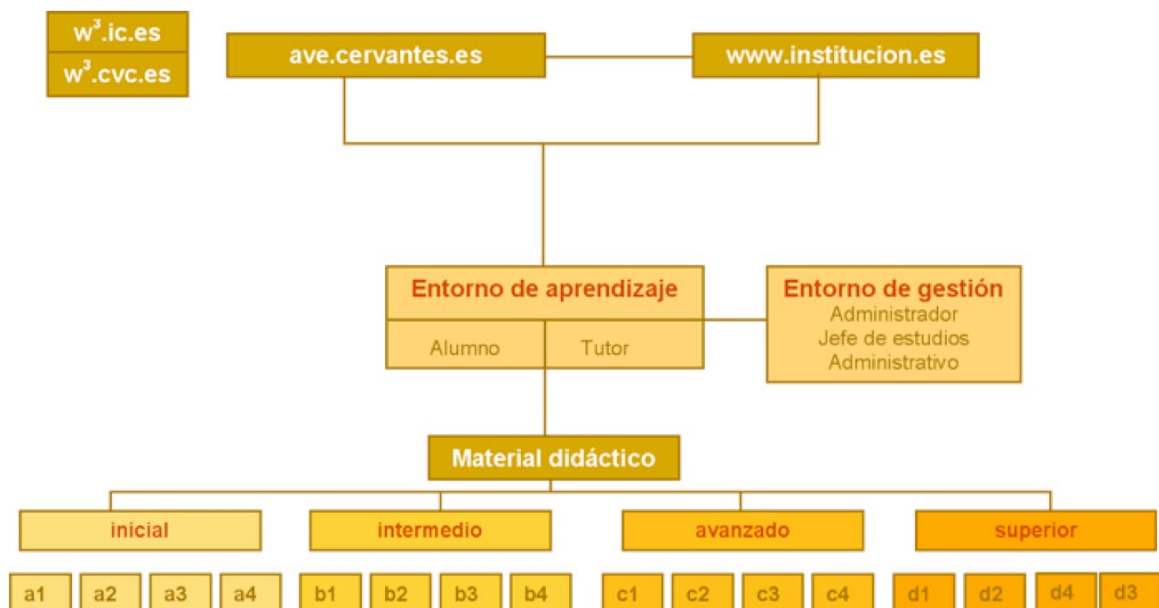 w³.ic.es
w³.cvc.es
ave.cervantes.es
www.institucion.es
Entorno de aprendizaje
Alumno
Tutor
Entorno de gestión
Administrador
Jefe de estudios
Administrativo
Material didáctico
inicial
intermedio
avanzado
superior
a1 a2 a3 a4 b1 b2 b3 b4 c1 c2 c3 c4 d1 d2 d4 d3